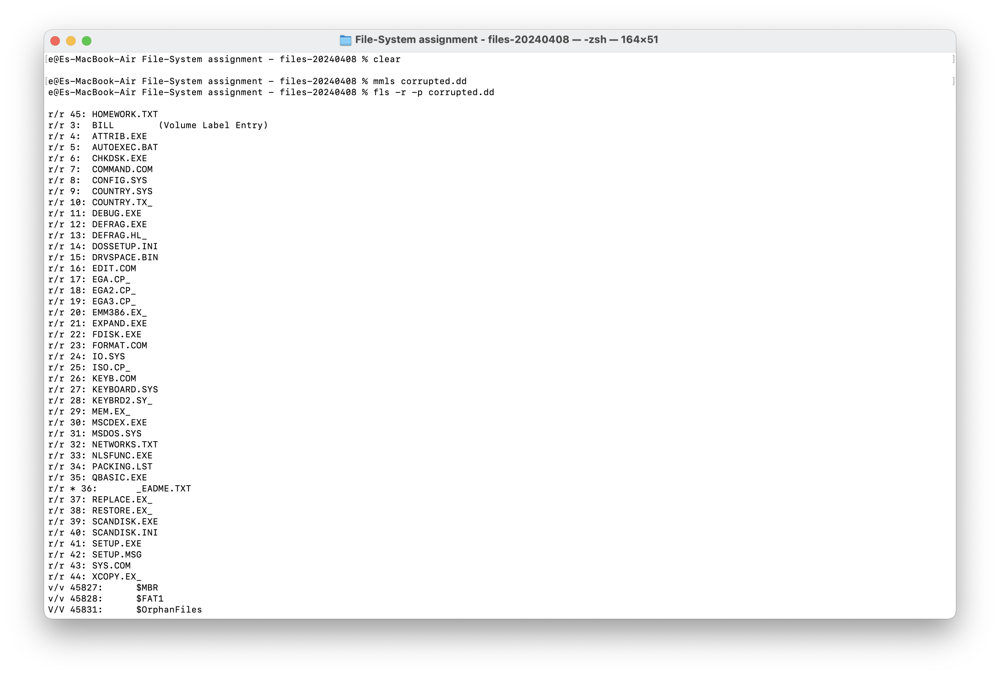 File-System assignment - files-20240408 — -zsh — 164×51
[e@Es-MacBook-Air File-System assignment - files-20240408 % clear ]
[e@Es-MacBook-Air File-System assignment - files-20240408 % mmls corrupted.dd ]
e@Es-MacBook-Air File-System assignment - files-20240408 % fls -r -p corrupted.dd
r/r 45: HOMEWORK.TXT
r/r 3:  BILL        (Volume Label Entry)
r/r 4:  ATTRIB.EXE
r/r 5:  AUTOEXEC.BAT
r/r 6:  CHKDSK.EXE
r/r 7:  COMMAND.COM
r/r 8:  CONFIG.SYS
r/r 9:  COUNTRY.SYS
r/r 10: COUNTRY.TX_
r/r 11: DEBUG.EXE
r/r 12: DEFRAG.EXE
r/r 13: DEFRAG.HL_
r/r 14: DOSSETUP.INI
r/r 15: DRVSPACE.BIN
r/r 16: EDIT.COM
r/r 17: EGA.CP_
r/r 18: EGA2.CP_
r/r 19: EGA3.CP_
r/r 20: EMM386.EX_
r/r 21: EXPAND.EXE
r/r 22: FDISK.EXE
r/r 23: FORMAT.COM
r/r 24: IO.SYS
r/r 25: ISO.CP_
r/r 26: KEYB.COM
r/r 27: KEYBOARD.SYS
r/r 28: KEYBRD2.SY_
r/r 29: MEM.EX_
r/r 30: MSCDEX.EXE
r/r 31: MSDOS.SYS
r/r 32: NETWORKS.TXT
r/r 33: NLSFUNC.EXE
r/r 34: PACKING.LST
r/r 35: QBASIC.EXE
r/r * 36:       _EADME.TXT
r/r 37: REPLACE.EX_
r/r 38: RESTORE.EX_
r/r 39: SCANDISK.EXE
r/r 40: SCANDISK.INI
r/r 41: SETUP.EXE
r/r 42: SETUP.MSG
r/r 43: SYS.COM
r/r 44: XCOPY.EX_
v/v 45827:      $MBR
v/v 45828:      $FAT1
V/V 45831:      $OrphanFiles